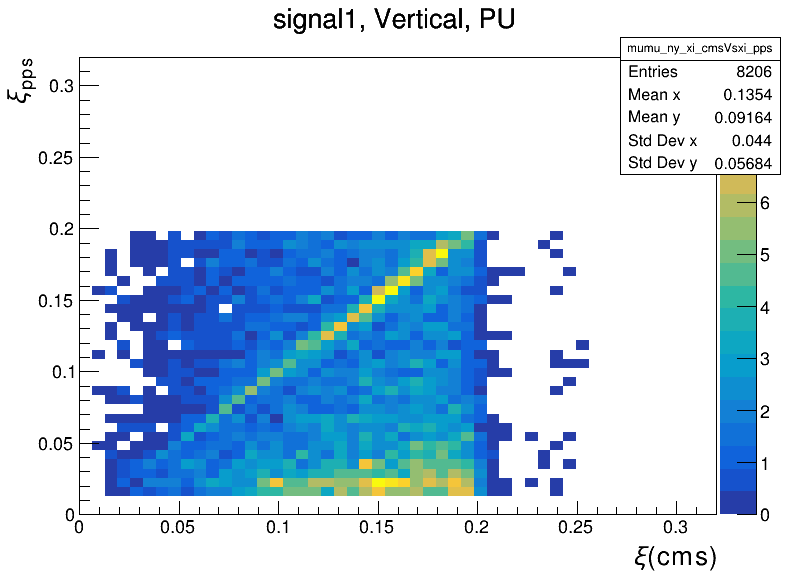 signal1, Vertical, PU
mumu_ny_xi_cmsVsxi_pps
Entries 8206
Mean x 0.1354
Mean y 0.09164
Std Dev x 0.044
Std Dev y 0.05684
ξpps
0.3
0.25
0.2
0.15
0.1
0.05
0
6
5
4
3
2
1
0
0 0.05 0.1 0.15 0.2 0.25 0.3
ξ(cms)